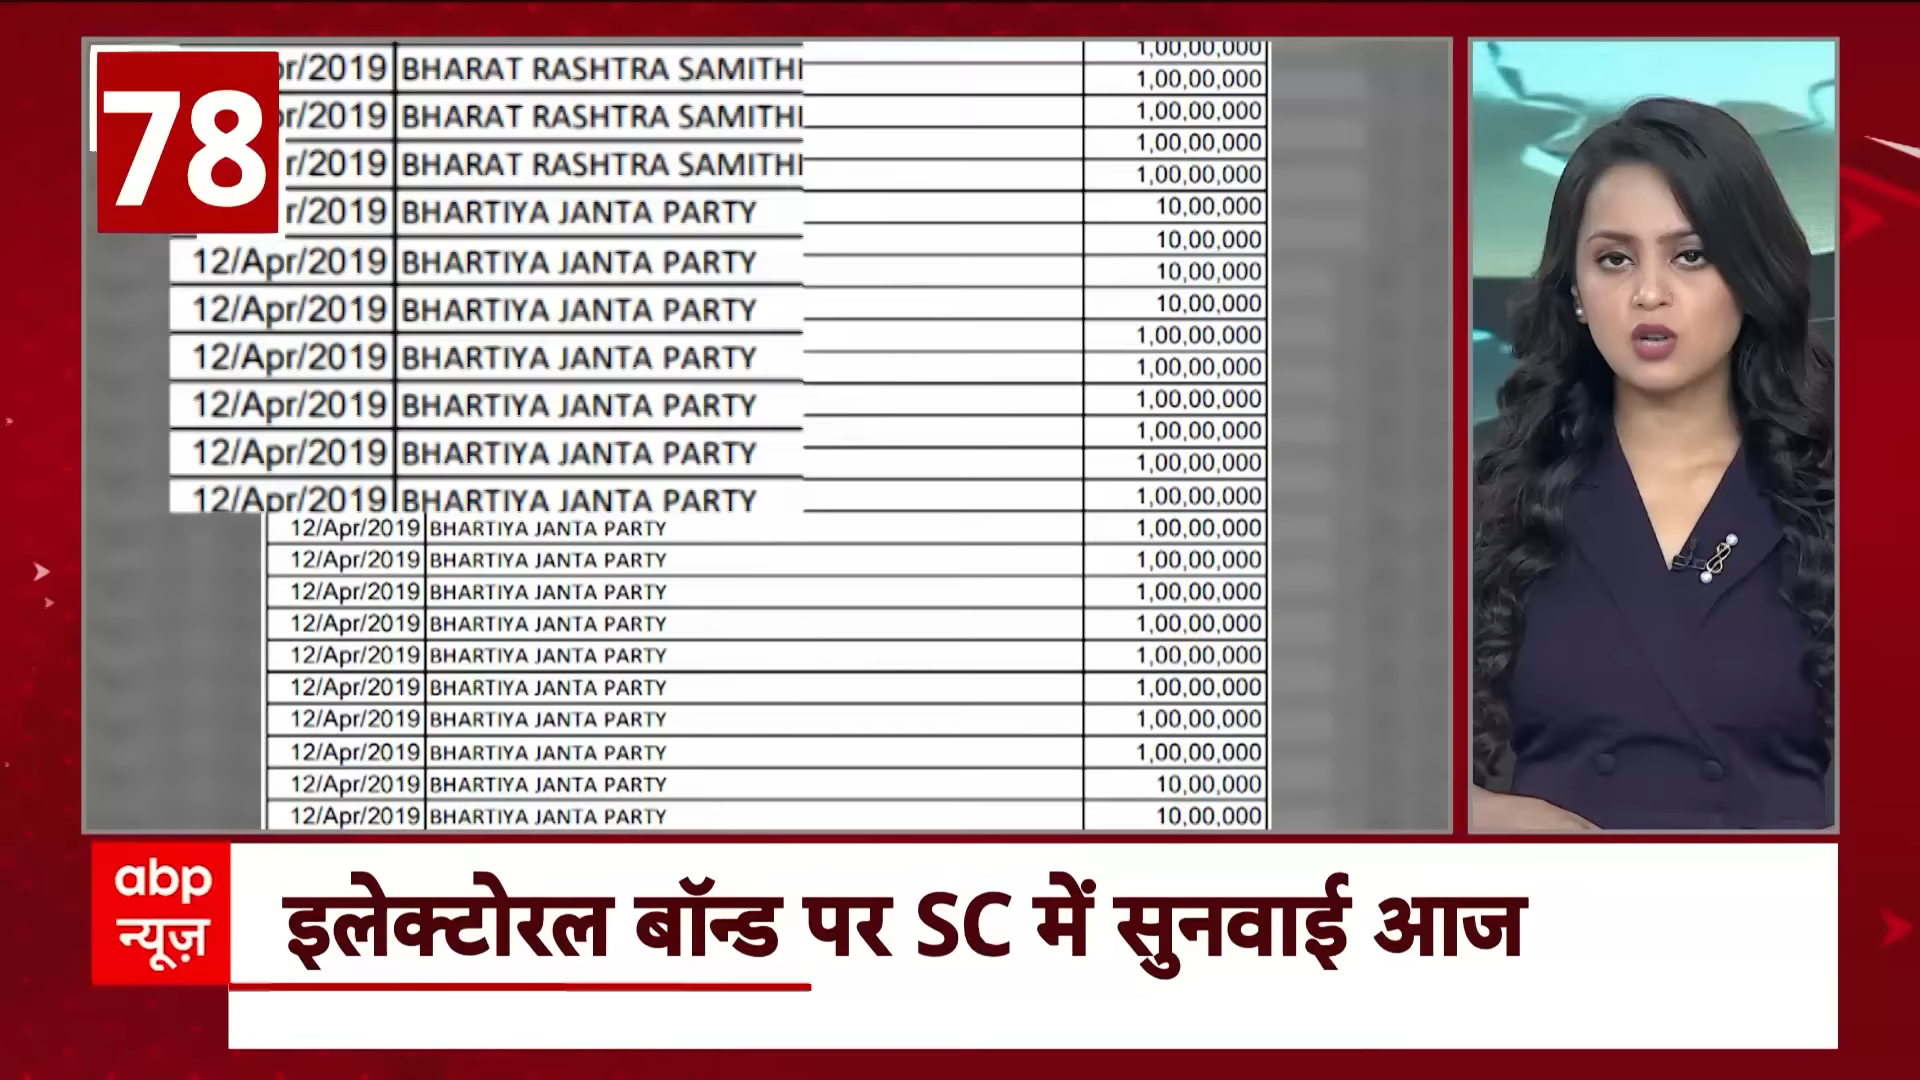 78
1,00,00,000
r/2019 BHARAT RASHTRA SAMITHI 1,00,00,000
r/2019 BHARAT RASHTRA SAMITHI 1,00,00,000
1,00,00,000
r/2019 BHARAT RASHTRA SAMITHI 1,00,00,000
r/2019 BHARTIYA JANTA PARTY 10,00,000
10,00,000
12/Apr/2019 BHARTIYA JANTA PARTY 10,00,000
12/Apr/2019 BHARTIYA JANTA PARTY 10,00,000
1,00,00,000
12/Apr/2019 BHARTIYA JANTA PARTY 1,00,00,000
12/Apr/2019 BHARTIYA JANTA PARTY 1,00,00,000
1,00,00,000
12/Apr/2019 BHARTIYA JANTA PARTY 1,00,00,000
12/Apr/2019 BHARTIYA JANTA PARTY 1,00,00,000
12/Apr/2019 BHARTIYA JANTA PARTY 1,00,00,000
12/Apr/2019 BHARTIYA JANTA PARTY 1,00,00,000
12/Apr/2019 BHARTIYA JANTA PARTY 1,00,00,000
12/Apr/2019 BHARTIYA JANTA PARTY 1,00,00,000
12/Apr/2019 BHARTIYA JANTA PARTY 1,00,00,000
12/Apr/2019 BHARTIYA JANTA PARTY 1,00,00,000
12/Apr/2019 BHARTIYA JANTA PARTY 1,00,00,000
12/Apr/2019 BHARTIYA JANTA PARTY 1,00,00,000
12/Apr/2019 BHARTIYA JANTA PARTY 10,00,000
12/Apr/2019 BHARTIYA JANTA PARTY 10,00,000
abp
न्यूज़
इलेक्टोरल बॉन्ड पर SC में सुनवाई आज